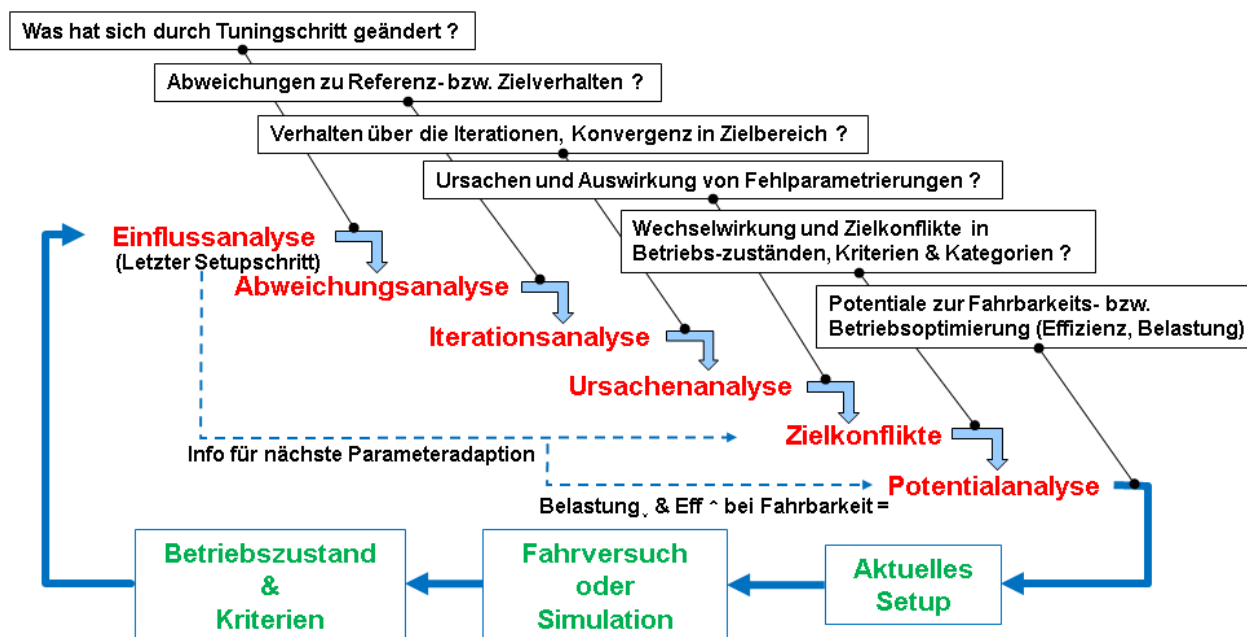 Was hat sich durch Tuningschritt geändert ?
Abweichungen zu Referenz- bzw. Zielverhalten ?
Verhalten über die Iterationen, Konvergenz in Zielbereich ?
Ursachen und Auswirkung von Fehlparametrierungen ?
Wechselwirkung und Zielkonflikte in
Betriebs-zuständen, Kriterien & Kategorien ?
Potentiale zur Fahrbarkeits- bzw.
Betriebsoptimierung (Effizienz, Belastung)
Einflussanalyse
(Letzter Setupschritt)
Abweichungsanalyse
Iterationsanalyse
Ursachenanalyse
Zielkonflikte
Info für nächste Parameteradaption
Potentialanalyse
Belastungˬ & Eff ˆ bei Fahrbarkeit =
Betriebszustand
&
Kriterien
Fahrversuch
oder
Simulation
Aktuelles
Setup